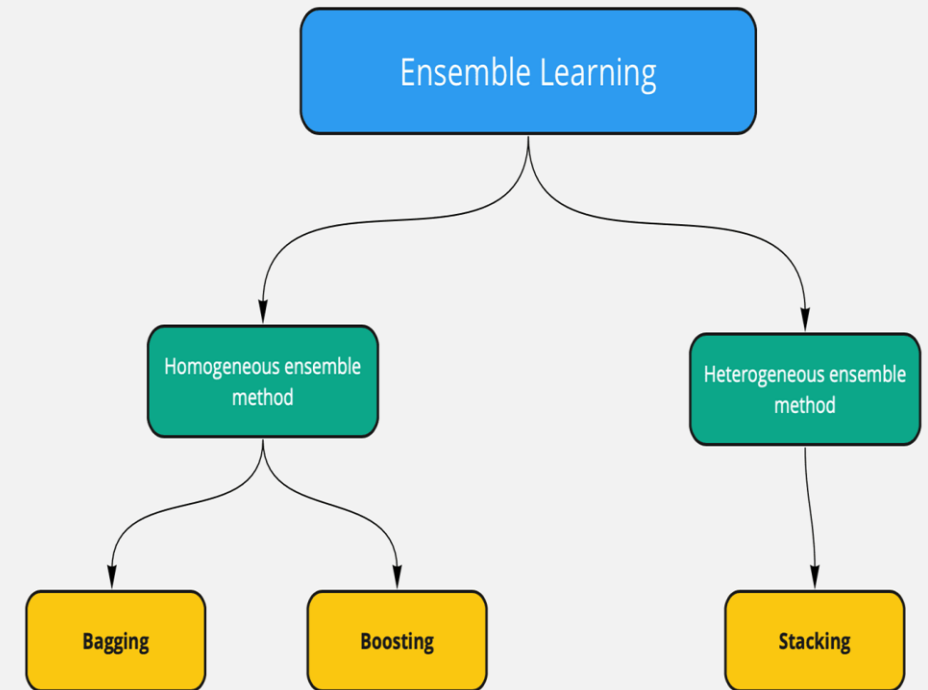 Ensemble Learning
Homogeneous ensemble
method
Heterogeneous ensemble
method
Bagging
Boosting
Stacking